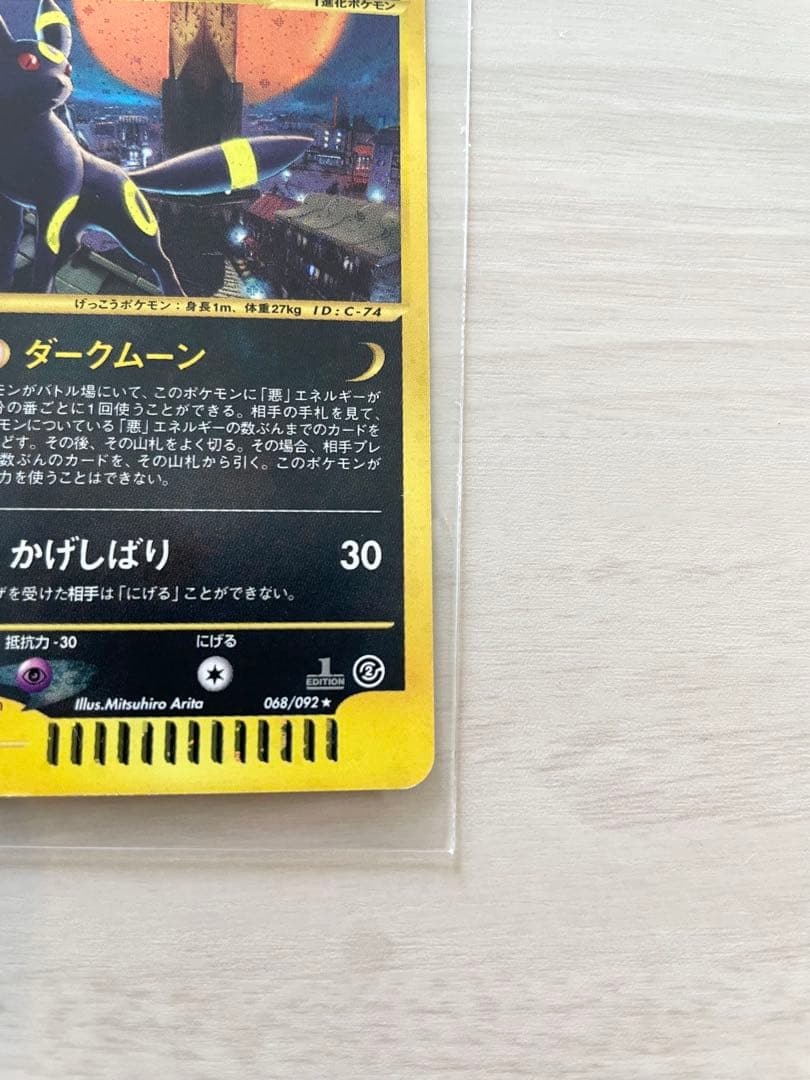 1進化ポケモン
げっこうポケモン：身長1m、体重27kg ID：C-74
ダークムーン
モンがバトル場にいて、このポケモンに「悪」エネルギーが
分の番ごとに1回使うことができる。相手の手札を見て、
モンについている「悪」エネルギーの数ぶんまでのカードを
どす。その後、その山札をよく切る。その場合、相手プレ
数ぶんのカードを、その山札から引く。このポケモンが
力を使うことはできない。
かげしばり 30
ザを受けた相手は「にげる」ことができない。
抵抗力-30 にげる
1 EDITION 2
Illus.Mitsuhiro Arita 068/092★